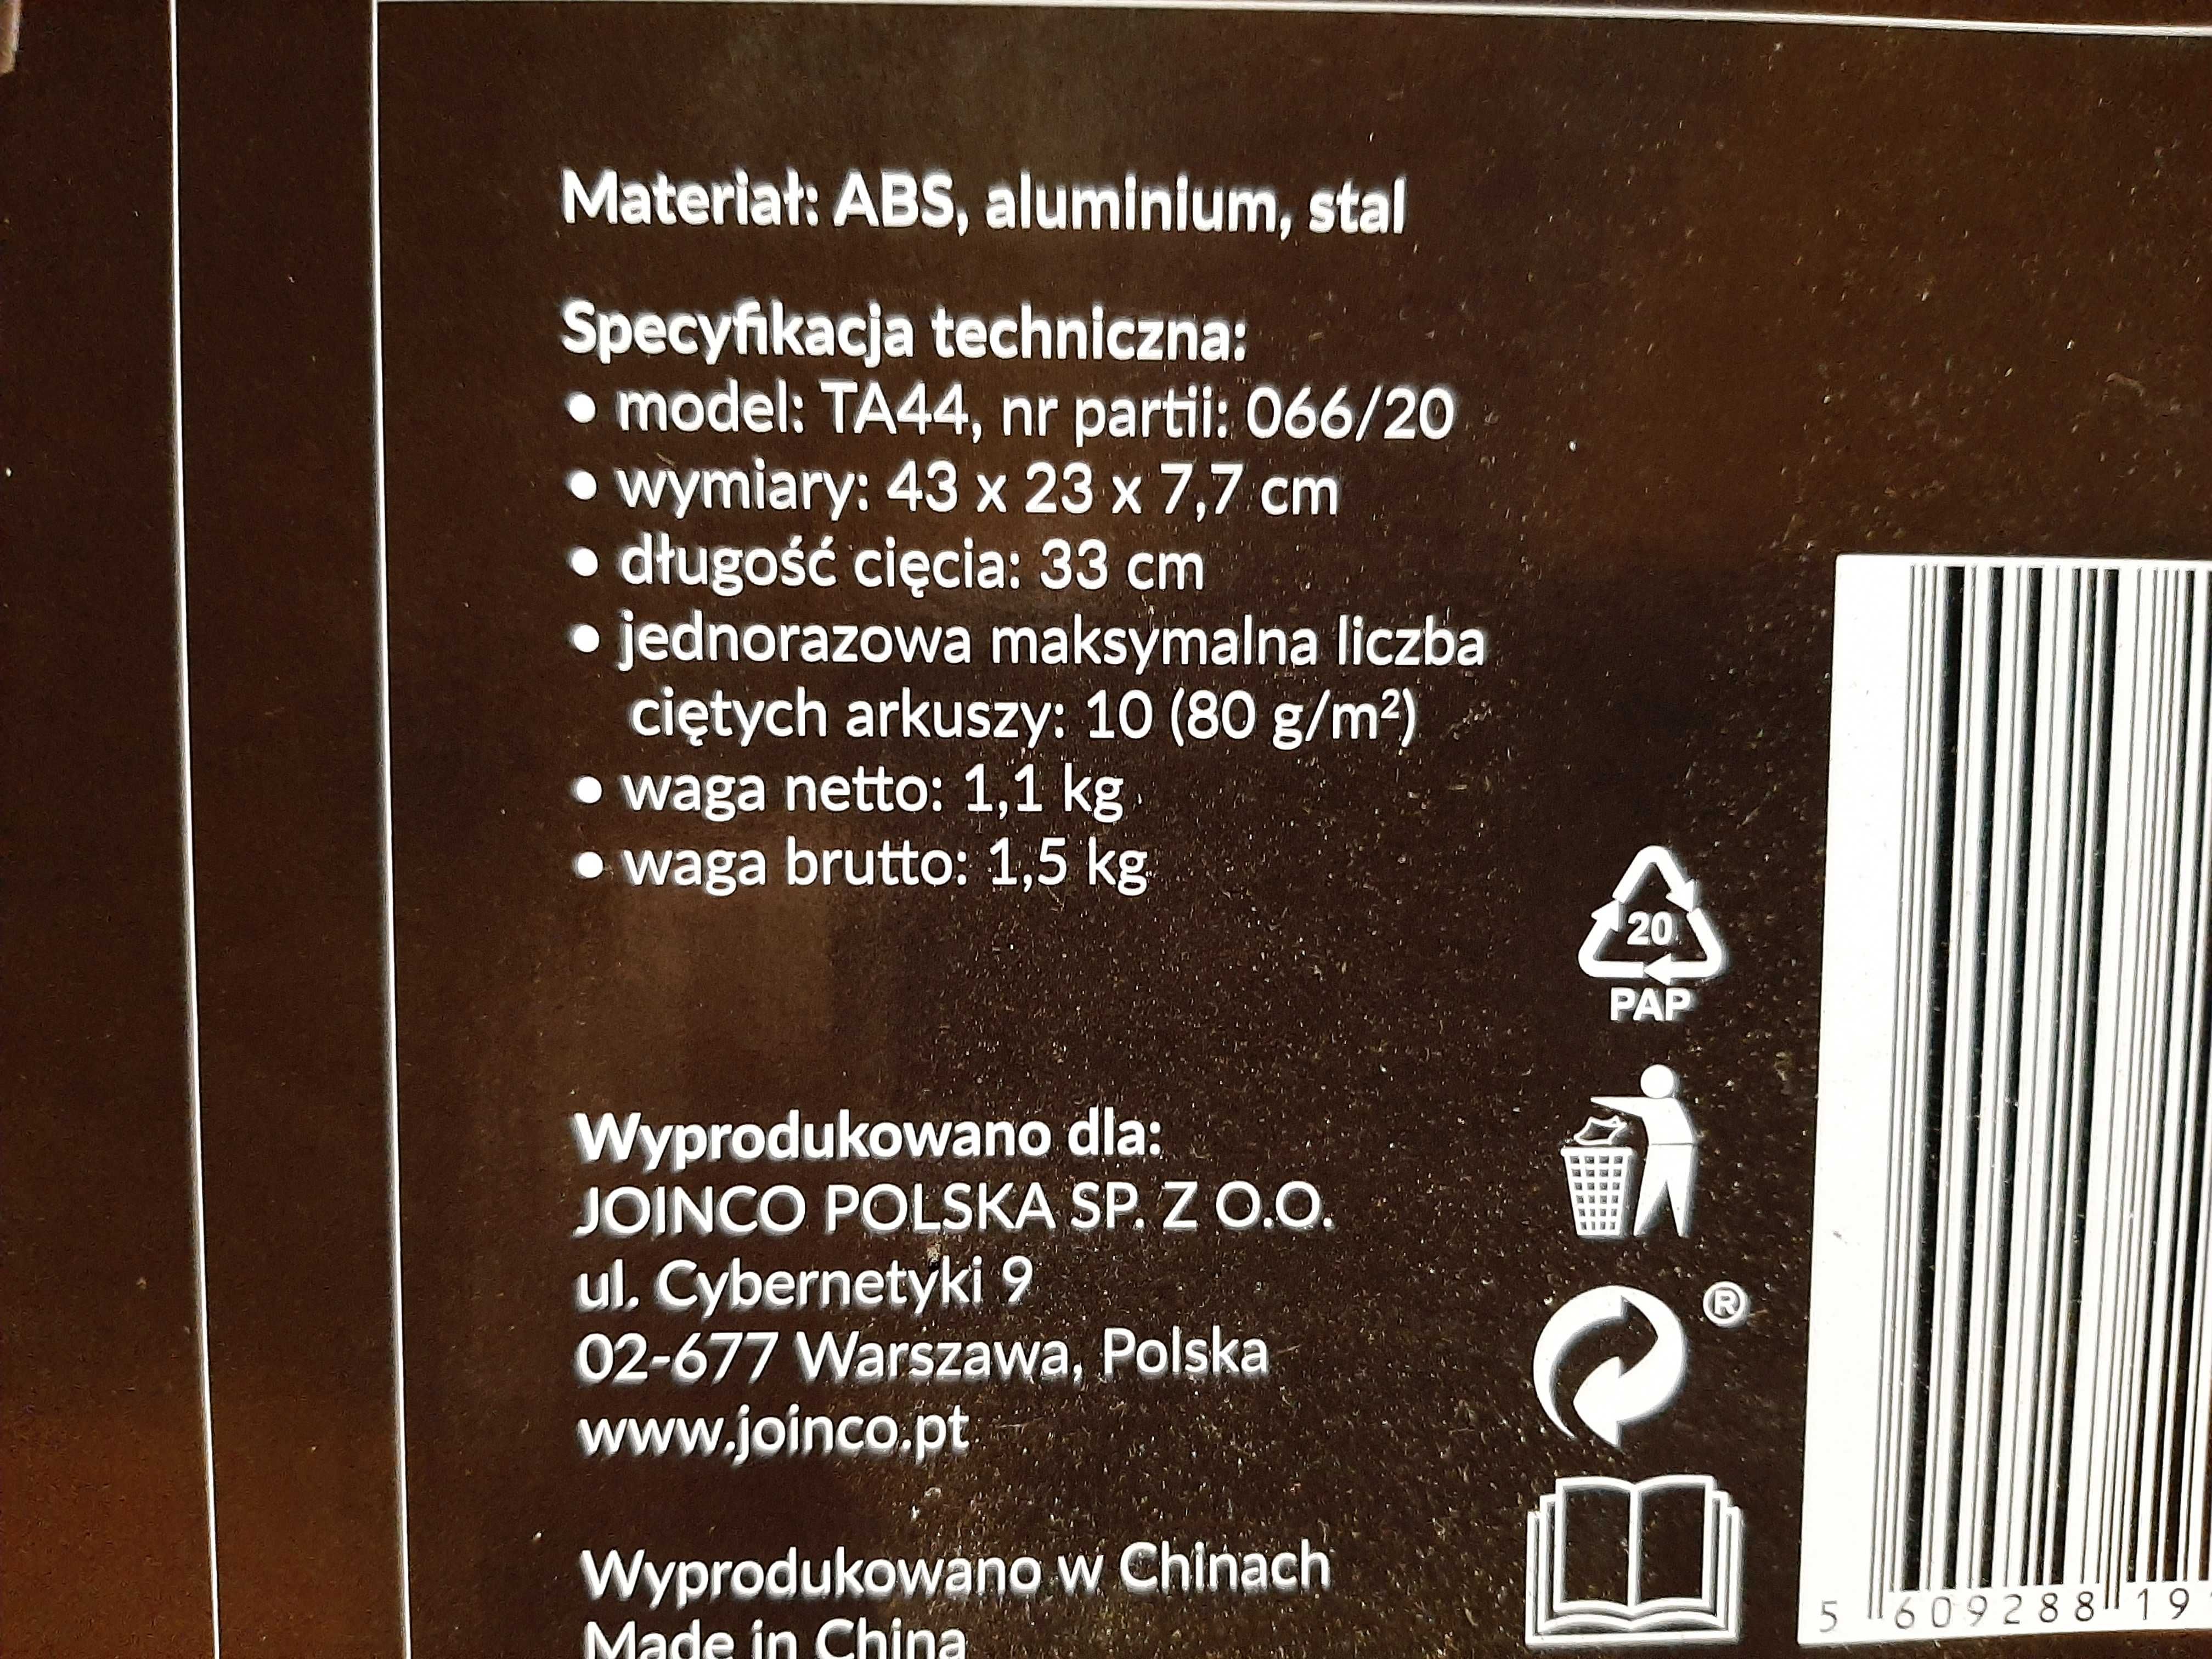 Materiał: ABS, aluminium, stal
Specyfikacja techniczna:
• model: TA44, nr partii: 066/20
• wymiary: 43 x 23 x 7,7 cm
• długość cięcia: 33 cm
• jednorazowa maksymalna liczba
ciętych arkuszy: 10 (80 g/m²)
• waga netto: 1,1 kg
• waga brutto: 1,5 kg
20
PAP
Wyprodukowano dla:
JOINCO POLSKA SP. Z O.O.
ul. Cybernetyki 9
02-677 Warszawa, Polska
www.joinco.pt
®
Wyprodukowano w Chinach
Made in China
5 609288 19